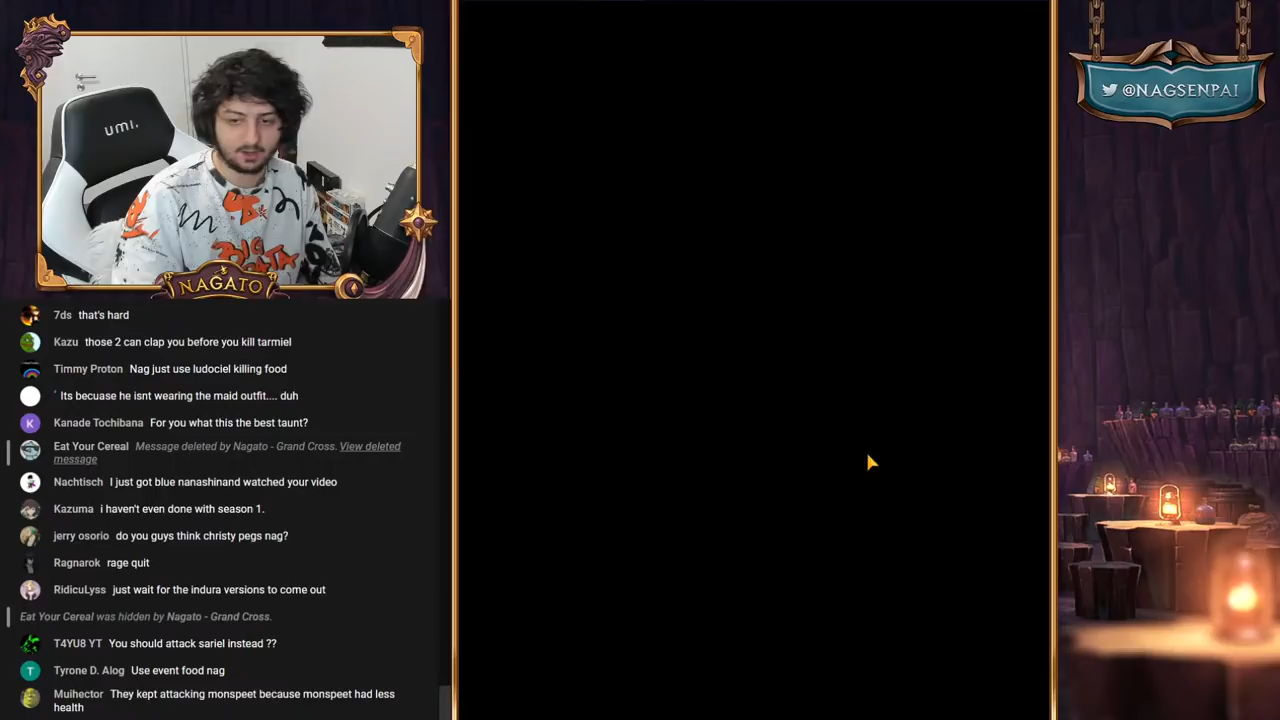 umi.
BIG
NAGATO
@NAGSENPAI
7ds that's hard
Kazu those 2 can clap you before you kill tarmiel
Timmy Proton Nag just use ludociel killing food
' Its becuase he isnt wearing the maid outfit.... duh
K Kanade Tochibana For you what this the best taunt?
Eat Your Cereal Message deleted by Nagato - Grand Cross. View deleted
message
Nachtisch I just got blue nanashinand watched your video
Kazuma i haven't even done with season 1.
jerry osorio do you guys think christy pegs nag?
Ragnarok rage quit
RidicuLyss just wait for the indura versions to come out
Eat Your Cereal was hidden by Nagato - Grand Cross.
T4YU8 YT You should attack sariel instead ??
T Tyrone D. Alog Use event food nag
Muihector They kept attacking monspeet because monspeet had less
health